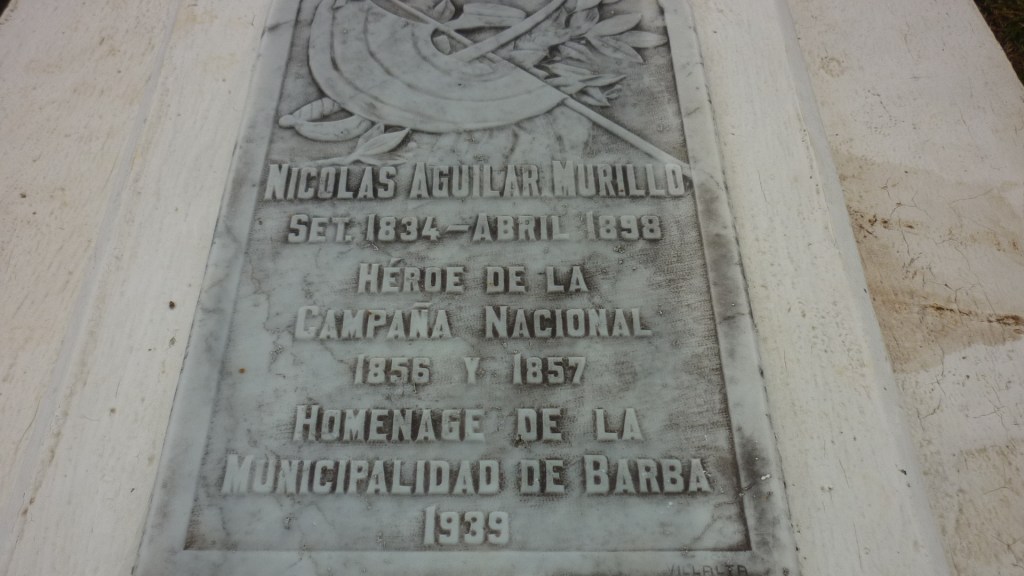 NICOLAS AGUILAR MURILLO
SET. 1834 – ABRIL 1898
HÉROE DE LA
CAMPAÑA NACIONAL
1856 Y 1857
HOMENAGE DE LA
MUNICIPALIDAD DE BARBA
1939
VILLALTA